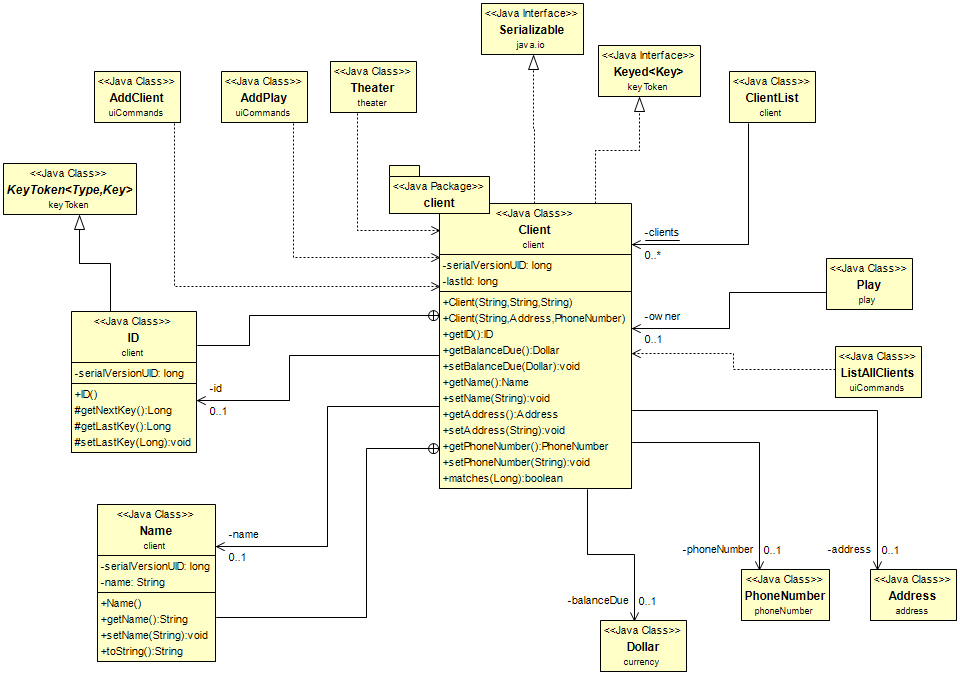 <<Java Interface>>
Serializable
java.io
<<Java Interface>>
Keyed<Key>
keyToken
<<Java Class>>
AddClient
uiCommands
<<Java Class>>
AddPlay
uiCommands
<<Java Class>>
Theater
theater
<<Java Class>>
ClientList
client
<<Java Class>>
KeyToken<Type,Key>
keyToken
<<Java Package>>
client
<<Java Class>>
Client
client
-serialVersionUID: long
-lastId: long
+Client(String,String,String)
+Client(String,Address,PhoneNumber)
+getID():ID
+getBalanceDue():Dollar
+setBalanceDue(Dollar):void
+getName():Name
+setName(String):void
+getAddress():Address
+setAddress(String):void
+getPhoneNumber():PhoneNumber
+setPhoneNumber(String):void
+matches(Long):boolean
-clients
0..*
<<Java Class>>
Play
play
-owner
0..1
<<Java Class>>
ListAllClients
uiCommands
<<Java Class>>
ID
client
-serialVersionUID: long
+ID()
#getNextKey():Long
#getLastKey():Long
#setLastKey(Long):void
-id
0..1
<<Java Class>>
Name
client
-serialVersionUID: long
-name: String
+Name()
+getName():String
+setName(String):void
+toString():String
-name
0..1
-phoneNumber 0..1
-address 0..1
<<Java Class>>
PhoneNumber
phoneNumber
<<Java Class>>
Address
address
-balanceDue 0..1
<<Java Class>>
Dollar
currency